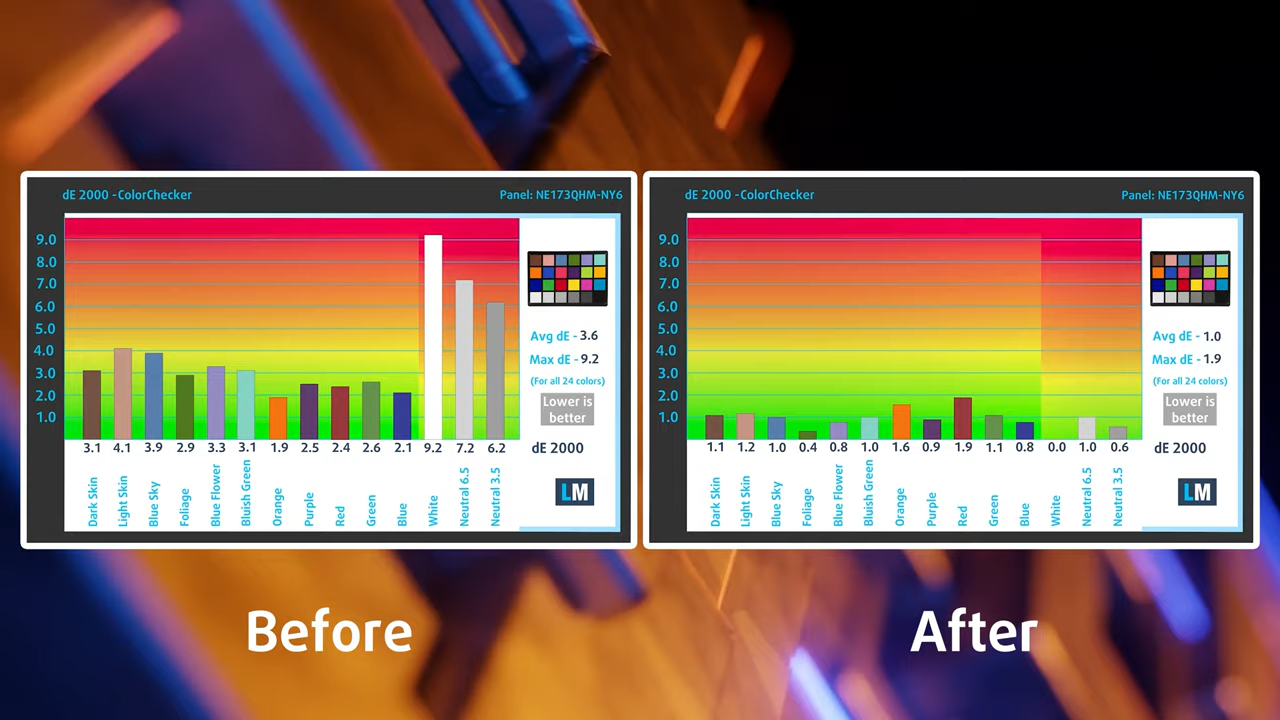 dE 2000 -ColorChecker
Panel: NE173QHM-NY6
9.0
8.0
7.0
6.0
5.0
4.0
3.0
2.0
1.0
3.1 4.1 3.9 2.9 3.3 3.1 1.9 2.5 2.4 2.6 2.1 9.2 7.2 6.2
Dark Skin
Light Skin
Blue Sky
Foliage
Blue Flower
Bluish Green
Orange
Purple
Red
Green
Blue
White
Neutral 6.5
Neutral 3.5
Avg dE - 3.6
Max dE - 9.2
(For all 24 colors)
Lower is
better
dE 2000
LM
Before
dE 2000 -ColorChecker
Panel: NE173QHM-NY6
9.0
8.0
7.0
6.0
5.0
4.0
3.0
2.0
1.0
1.1 1.2 1.0 0.4 0.8 1.0 1.6 0.9 1.9 1.1 0.8 0.0 1.0 0.6
Dark Skin
Light Skin
Blue Sky
Foliage
Blue Flower
Bluish Green
Orange
Purple
Red
Green
Blue
White
Neutral 6.5
Neutral 3.5
Avg dE - 1.0
Max dE - 1.9
(For all 24 colors)
Lower is
better
dE 2000
LM
After